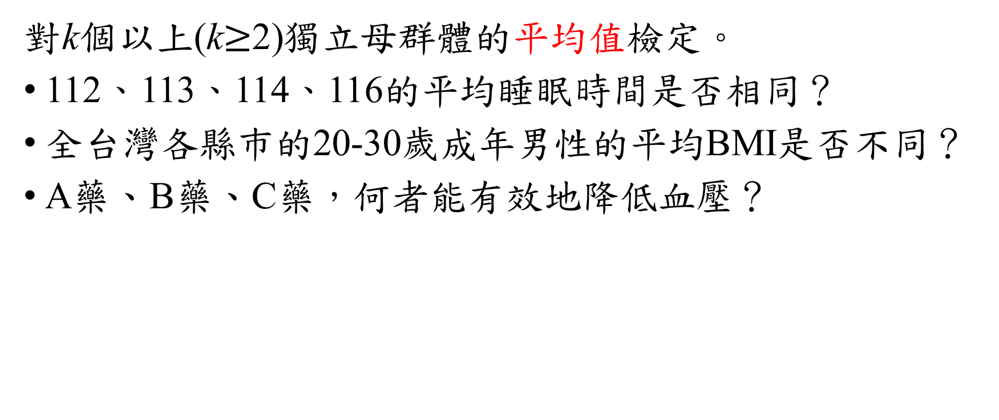 對k個以上(k≥2)獨立母群體的平均值檢定。
• 112、113、114、116的平均睡眠時間是否相同？
• 全台灣各縣市的20-30歲成年男性的平均BMI是否不同？
• A藥、B藥、C藥，何者能有效地降低血壓？